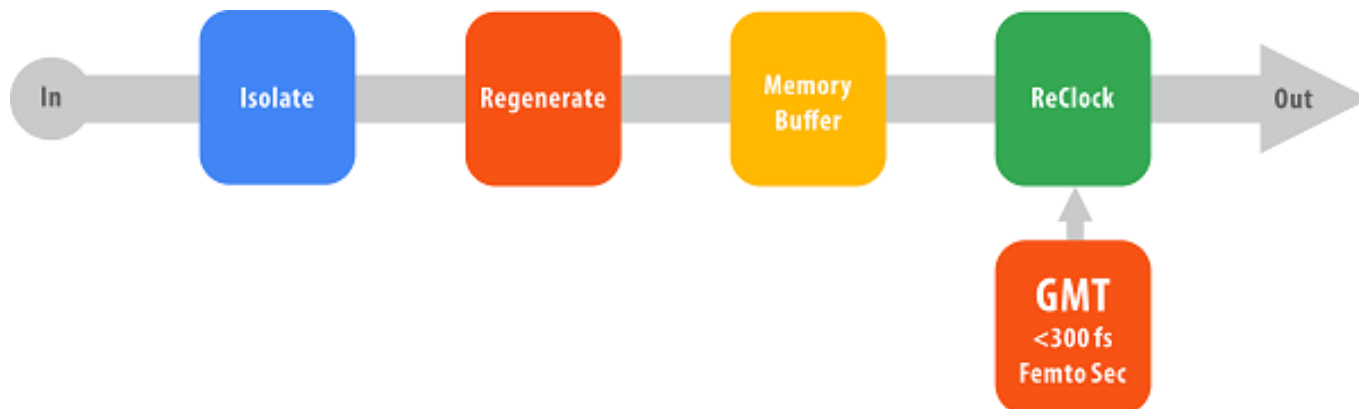 In
Isolate
Regenerate
Memory
Buffer
ReClock
Out
GMT
<300 fs
Femto Sec